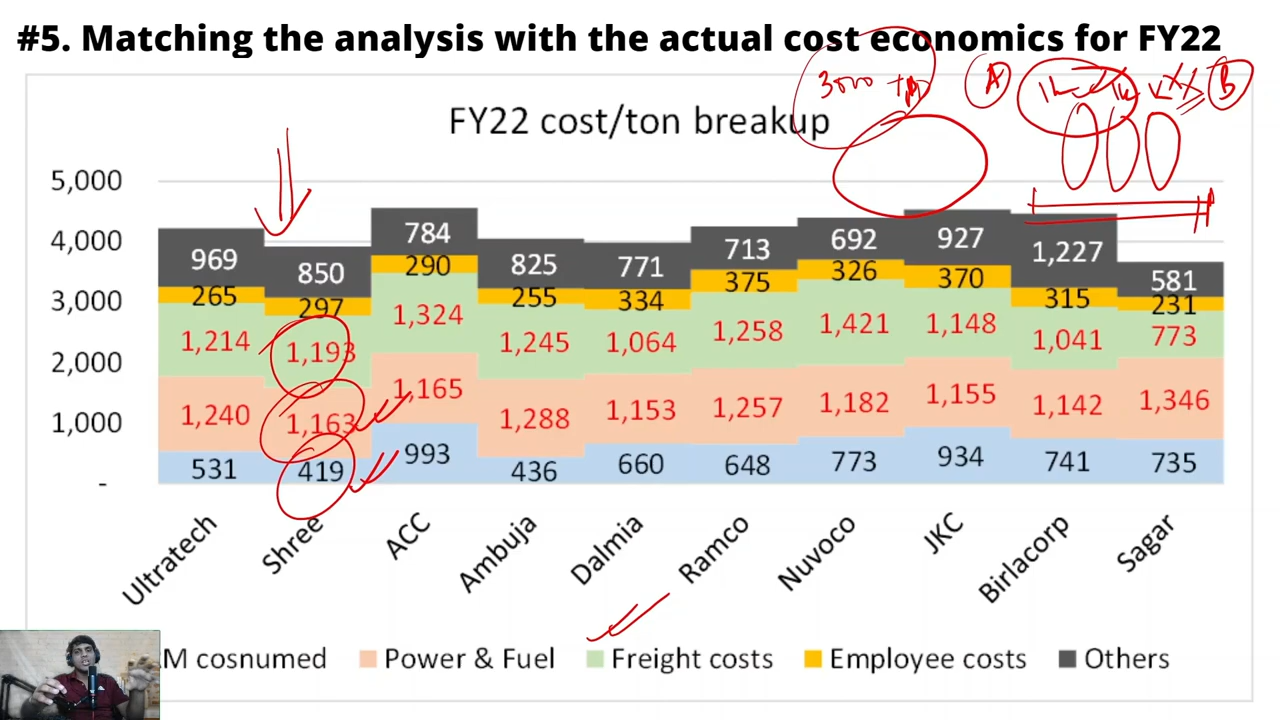 #5. Matching the analysis with the actual cost economics for FY22
3000
A
B
FY22 cost/ton breakup
5,000
4,000
3,000
2,000
1,000
-
969 850 784 825 771 713 692 927 1,227 581
265 297 290 255 334 375 326 370 315 231
1,214 1,193 1,324 1,245 1,064 1,258 1,421 1,148 1,041 773
1,240 1,163 1,165 1,288 1,153 1,257 1,182 1,155 1,142 1,346
531 419 993 436 660 648 773 934 741 735
Ultratech Shree ACC Ambuja Dalmia Ramco Nuvoco JKC Birlacorp Sagar
M cosnumed Power & Fuel Freight costs Employee costs Others